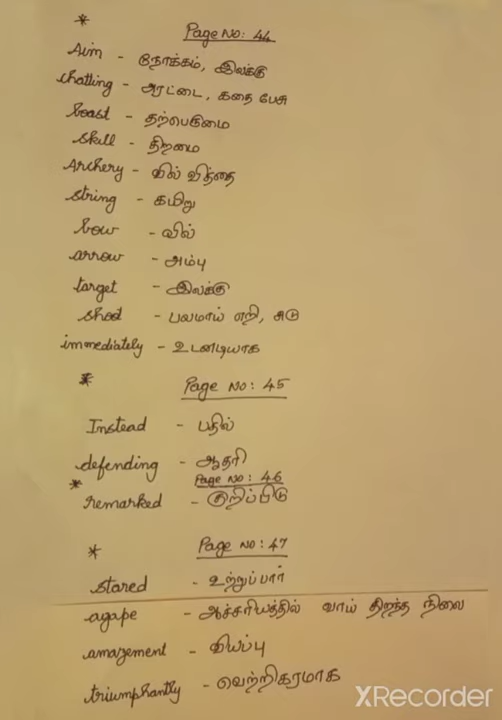 * Page No: 44
Aim - நோக்கம், இலக்கு
chatting - அரட்டை, கதை பேசு
boast - தற்பெருமை
skill - திறமை
Archery - வில் வித்தை
string - கயிறு
bow - வில்
arrow - அம்பு
target - இலக்கு
shoot - பலமாய் எறி, சுடு
immediately - உடனடியாக
* Page No: 45
Instead - பதில்
defending - ஆதரி
* Page No: 46
remarked - குறிப்பிடு
* Page No: 47
stared - உற்றுப்பார்
agape - ஆச்சரியத்தில் வாய் திறந்த நிலை
amazement - வியப்பு
triumphantly - வெற்றிகரமாக
XRecorder